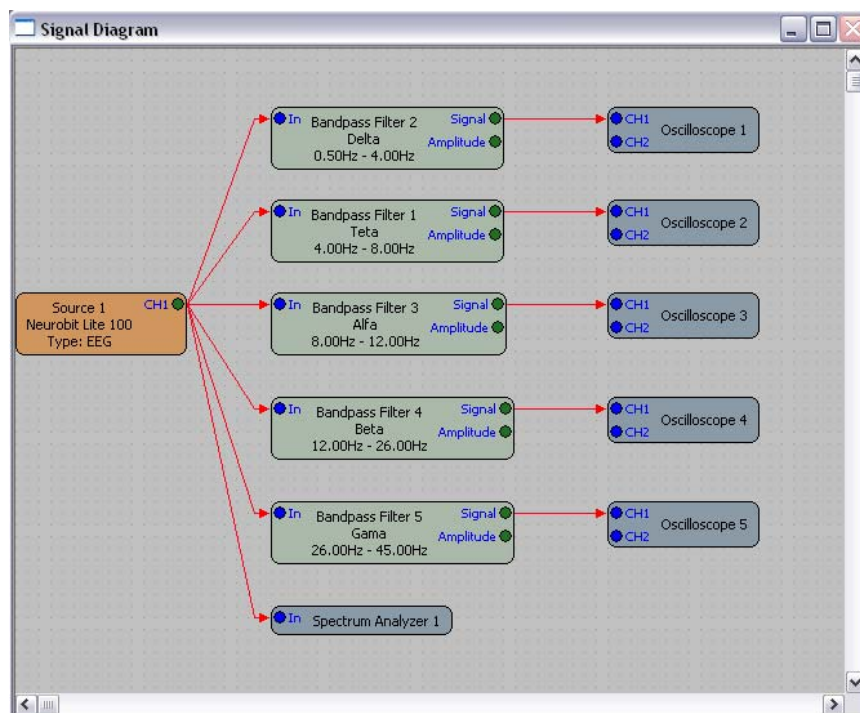 Signal Diagram
In Bandpass Filter 2 Signal
Delta Amplitude
0.50Hz - 4.00Hz
CH1 Oscilloscope 1
CH2
In Bandpass Filter 1 Signal
Teta Amplitude
4.00Hz - 8.00Hz
CH1 Oscilloscope 2
CH2
Source 1 CH1
Neurobit Lite 100
Type: EEG
In Bandpass Filter 3 Signal
Alfa Amplitude
8.00Hz - 12.00Hz
CH1 Oscilloscope 3
CH2
In Bandpass Filter 4 Signal
Beta Amplitude
12.00Hz - 26.00Hz
CH1 Oscilloscope 4
CH2
In Bandpass Filter 5 Signal
Gama Amplitude
26.00Hz - 45.00Hz
CH1 Oscilloscope 5
CH2
In Spectrum Analyzer 1